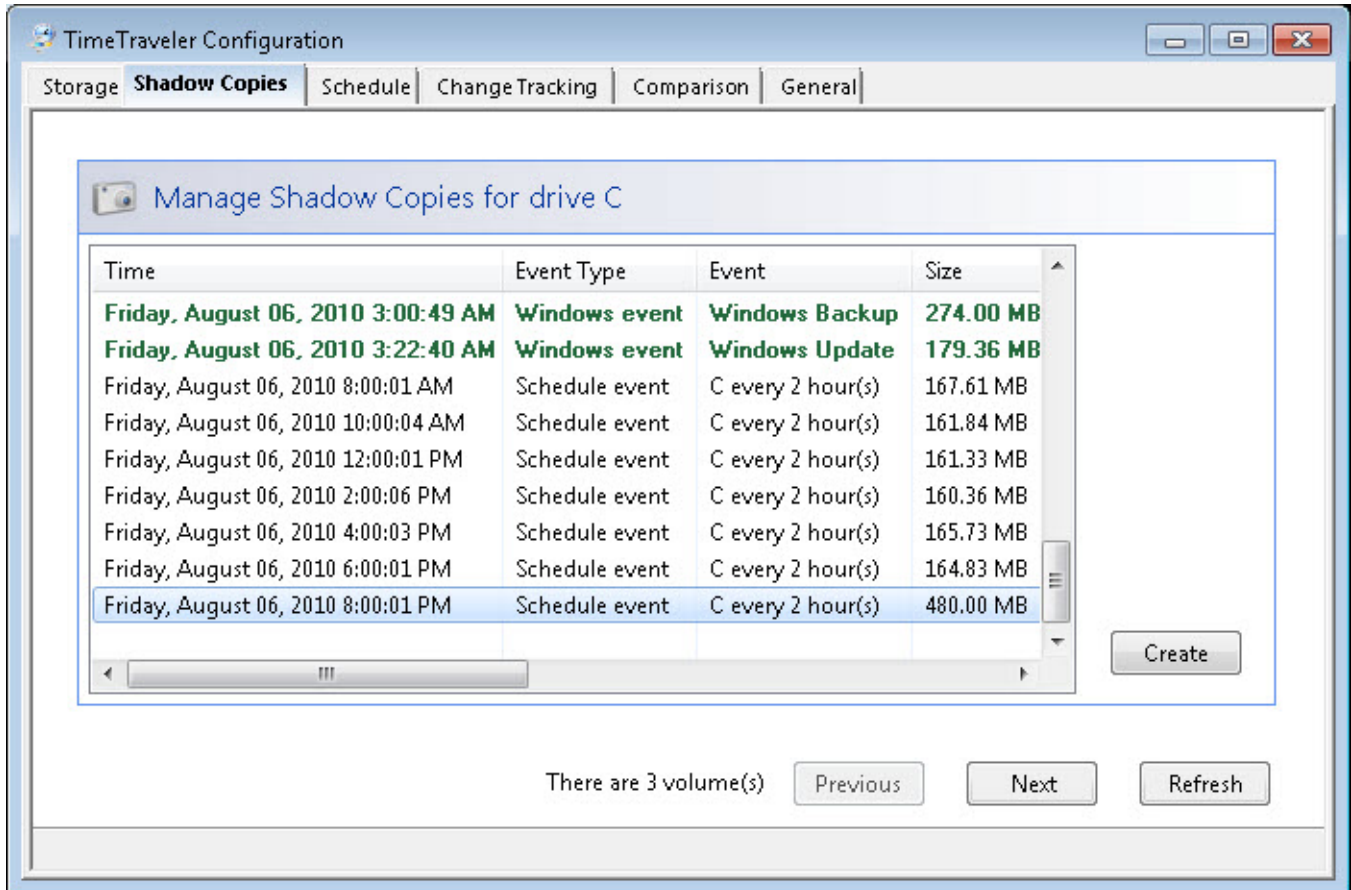 TimeTraveler Configuration
Storage Shadow Copies Schedule Change Tracking Comparison General
Manage Shadow Copies for drive C
Time Event Type Event Size
Friday, August 06, 2010 3:00:49 AM Windows event Windows Backup 274.00 MB
Friday, August 06, 2010 3:22:40 AM Windows event Windows Update 179.36 MB
Friday, August 06, 2010 8:00:01 AM Schedule event C every 2 hour(s) 167.61 MB
Friday, August 06, 2010 10:00:04 AM Schedule event C every 2 hour(s) 161.84 MB
Friday, August 06, 2010 12:00:01 PM Schedule event C every 2 hour(s) 161.33 MB
Friday, August 06, 2010 2:00:06 PM Schedule event C every 2 hour(s) 160.36 MB
Friday, August 06, 2010 4:00:03 PM Schedule event C every 2 hour(s) 165.73 MB
Friday, August 06, 2010 6:00:01 PM Schedule event C every 2 hour(s) 164.83 MB
Friday, August 06, 2010 8:00:01 PM Schedule event C every 2 hour(s) 480.00 MB
Create
There are 3 volume(s) Previous Next Refresh